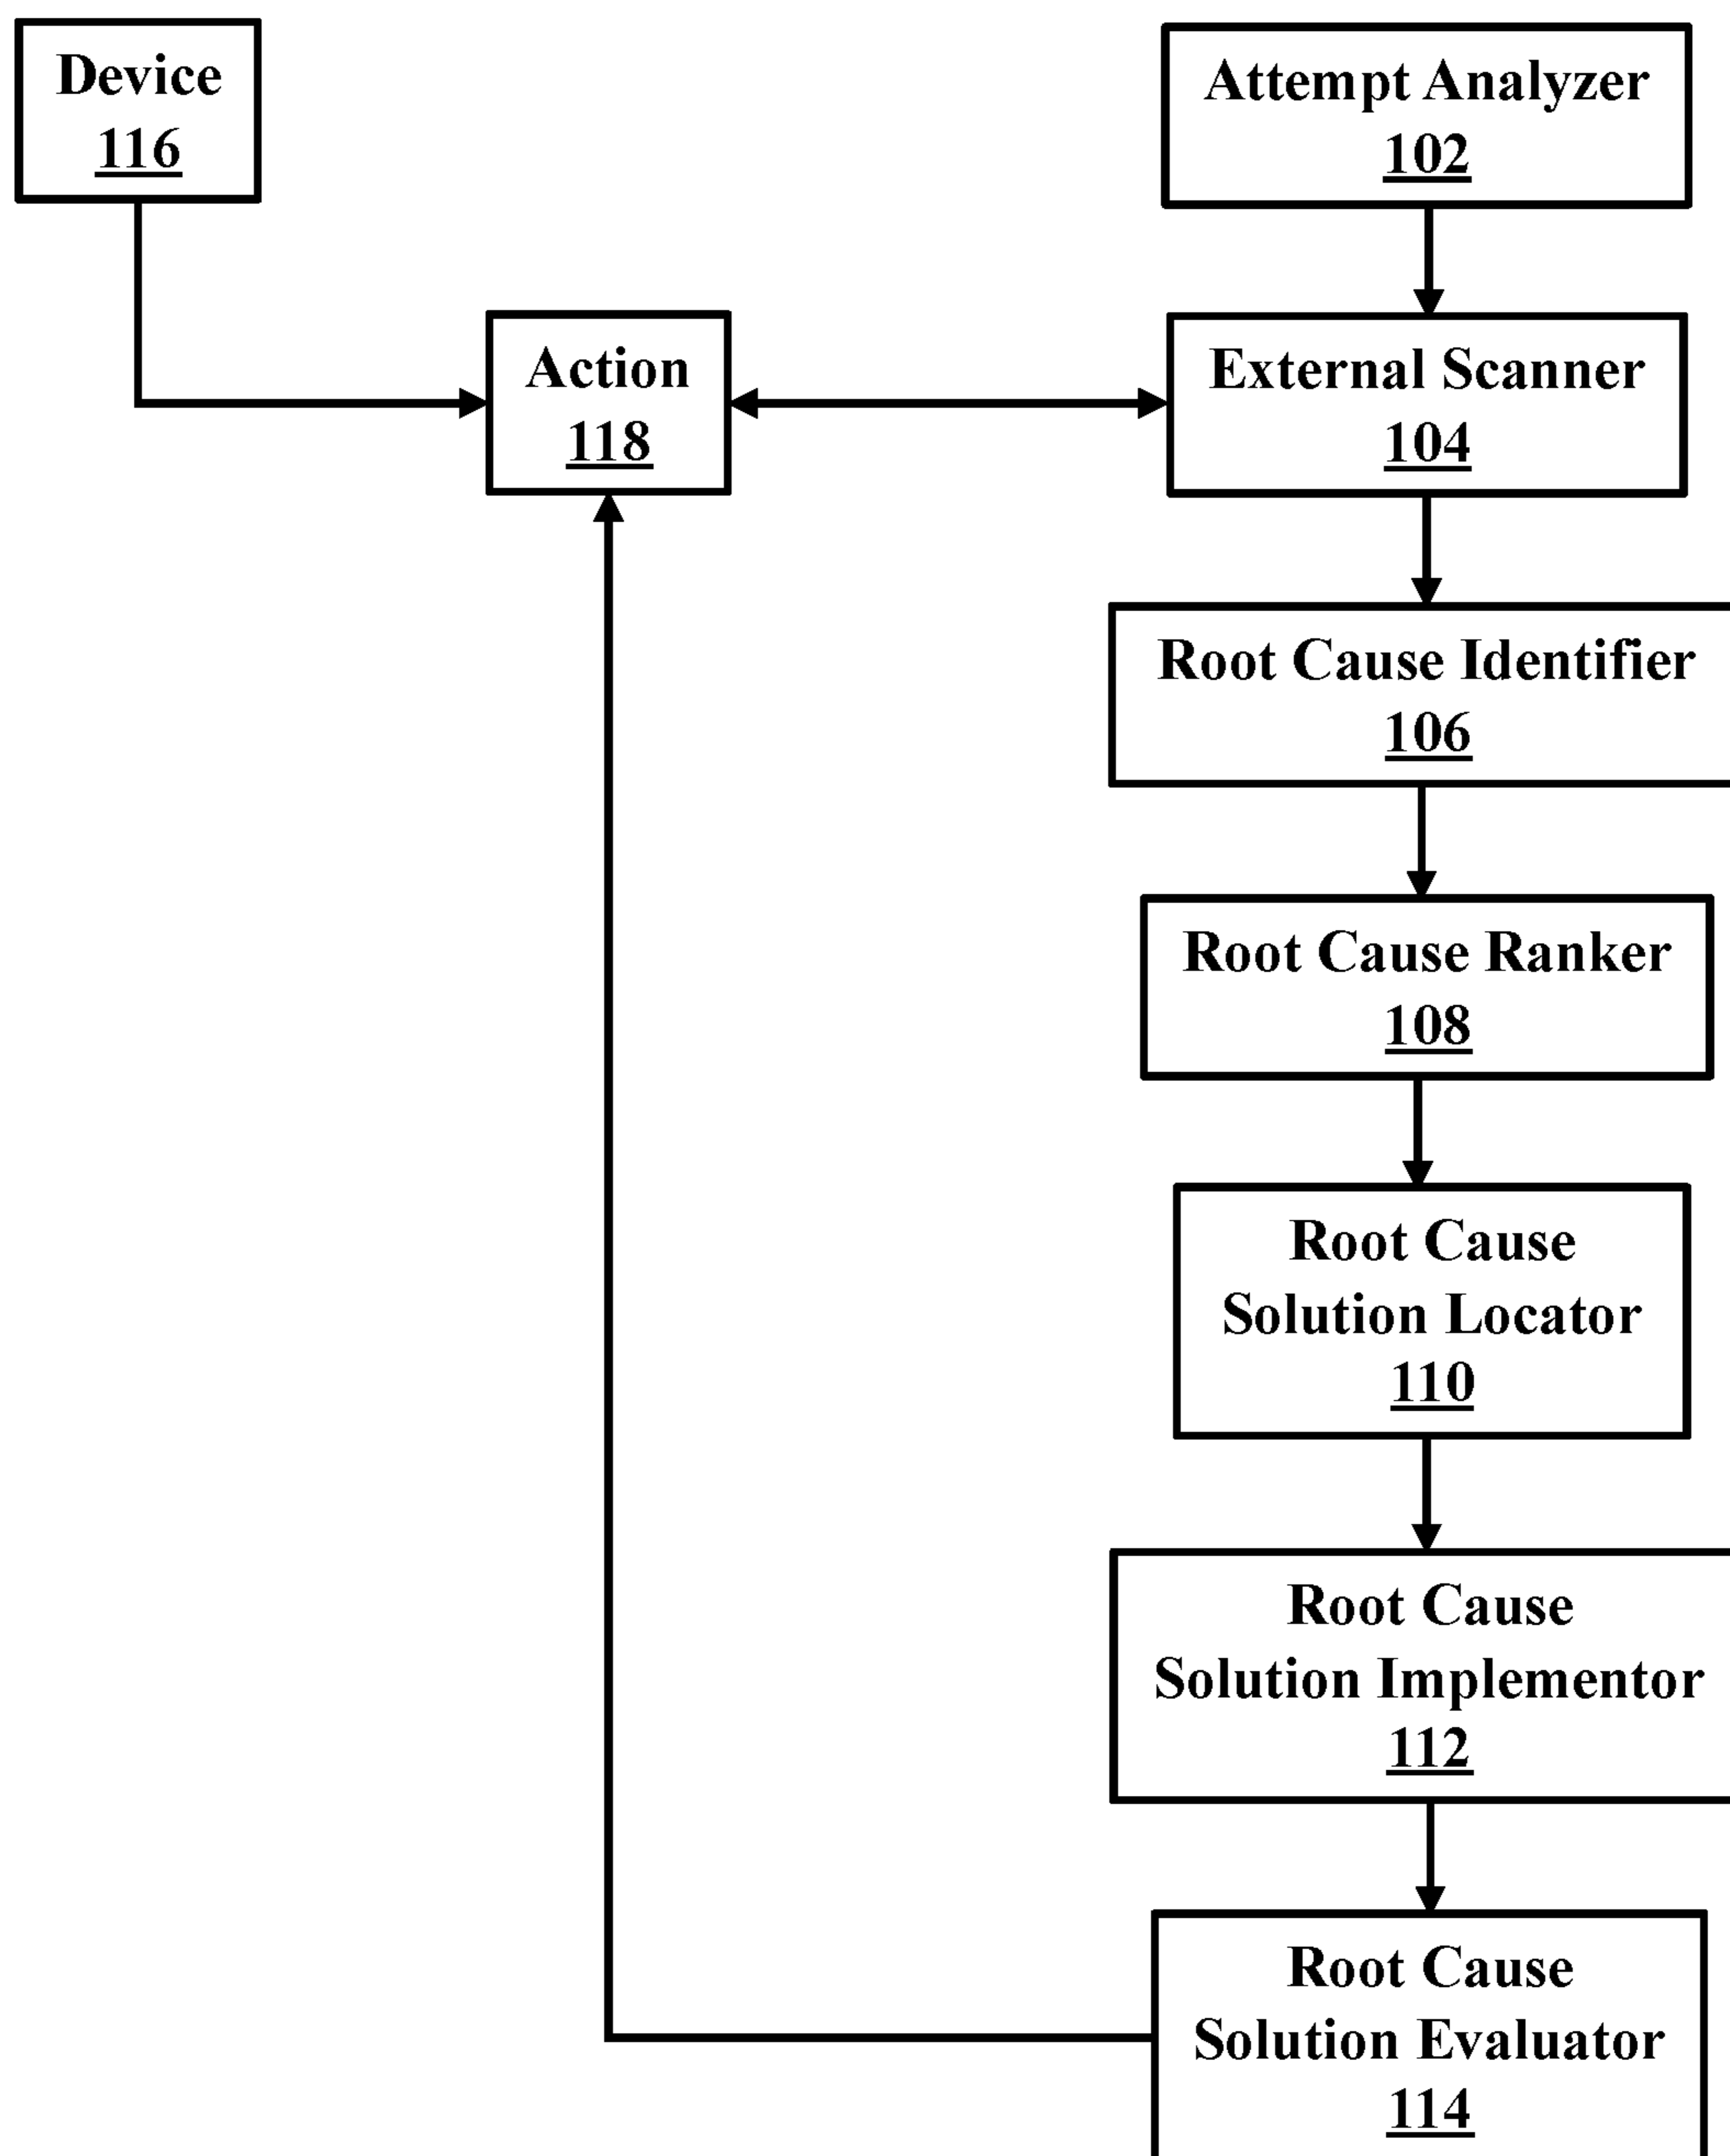 Device
116
Attempt Analyzer
102
Action
118
External Scanner
104
Root Cause Identifier
106
Root Cause Ranker
108
Root Cause
Solution Locator
110
Root Cause
Solution Implementor
112
Root Cause
Solution Evaluator
114